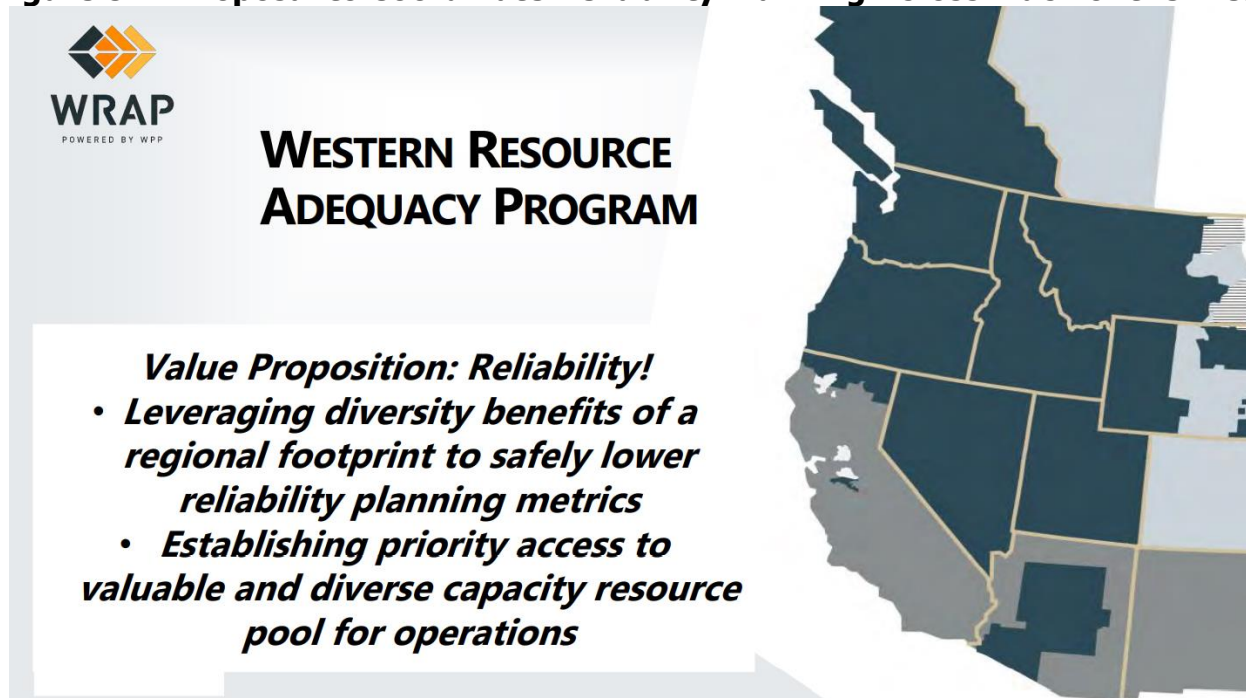 WRAP
POWERED BY WPP
WESTERN RESOURCE
ADEQUACY PROGRAM
Value Proposition: Reliability!
• Leveraging diversity benefits of a
regional footprint to safely lower
reliability planning metrics
• Establishing priority access to
valuable and diverse capacity resource
pool for operations